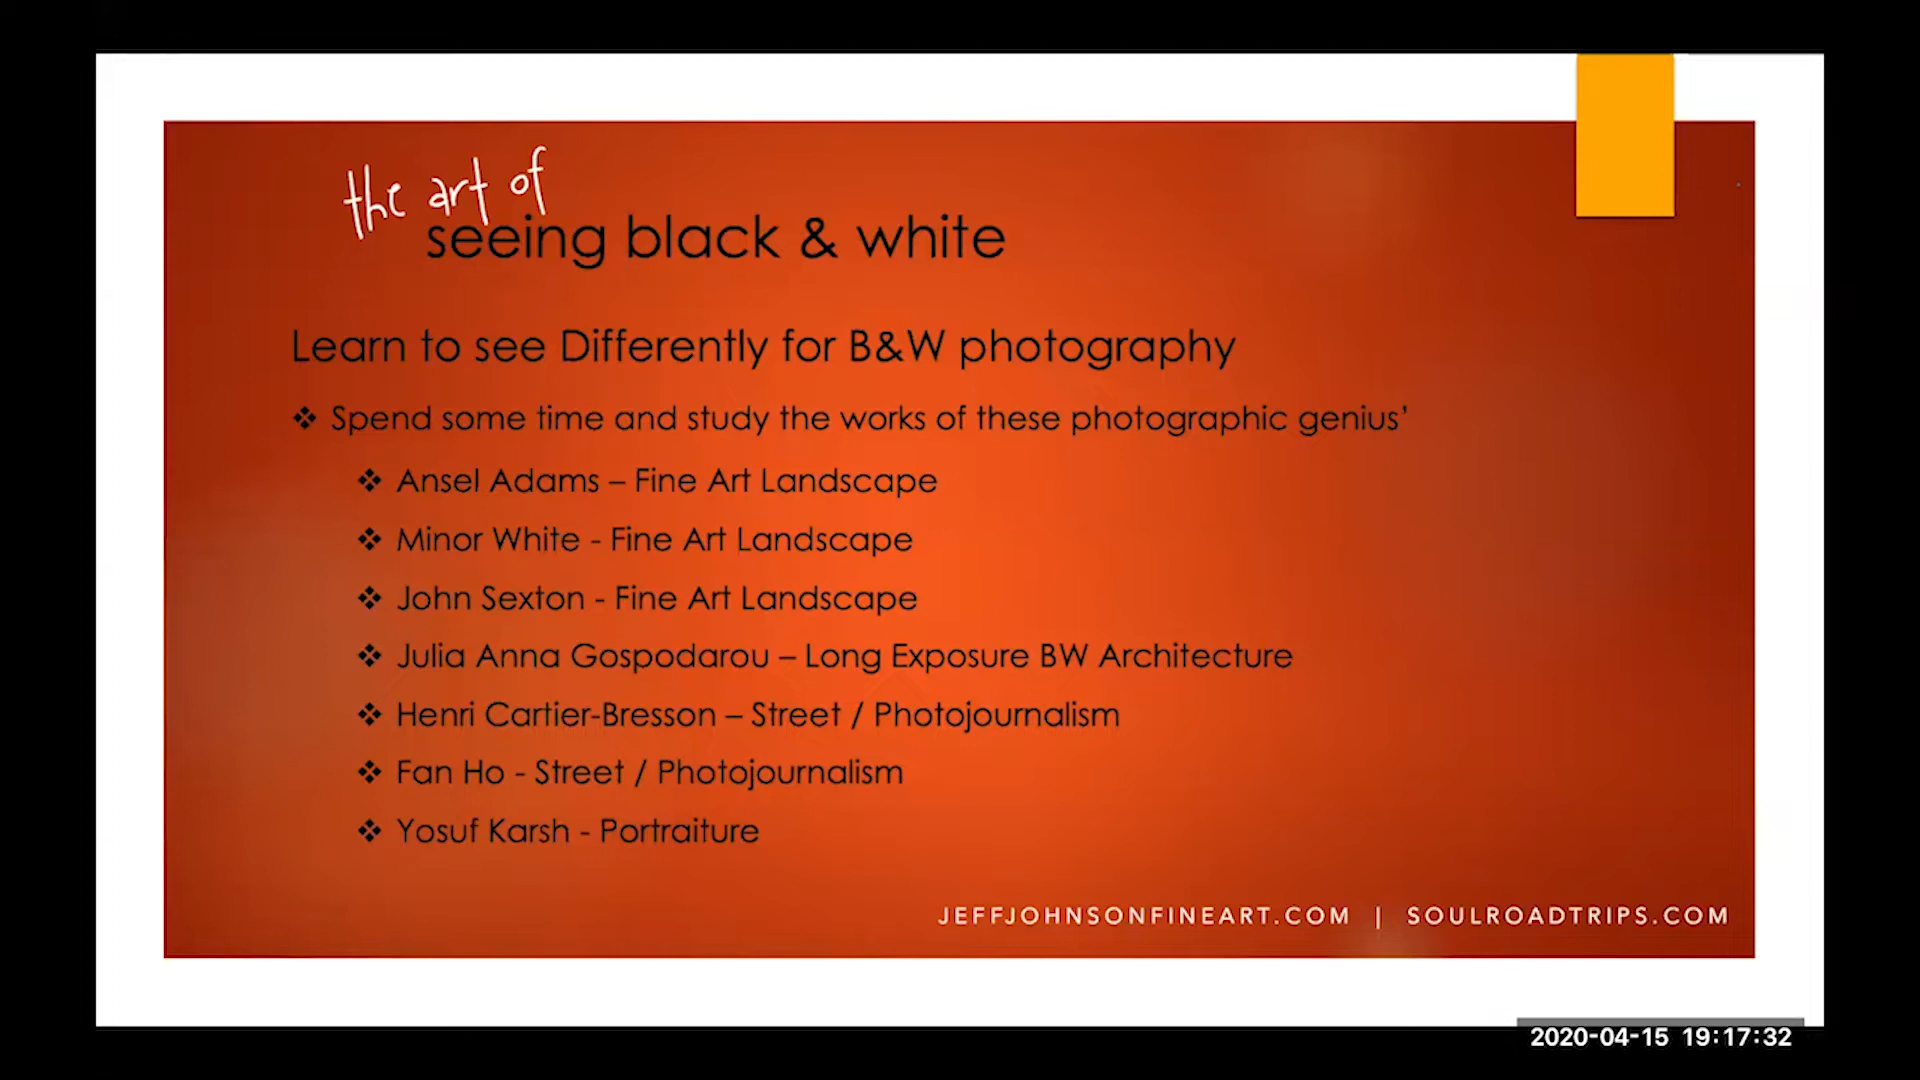 the art of
seeing black & white
Learn to see Differently for B&W photography
❖ Spend some time and study the works of these photographic genius’
❖ Ansel Adams – Fine Art Landscape
❖ Minor White - Fine Art Landscape
❖ John Sexton - Fine Art Landscape
❖ Julia Anna Gospodarou – Long Exposure BW Architecture
❖ Henri Cartier-Bresson – Street / Photojournalism
❖ Fan Ho - Street / Photojournalism
❖ Yosuf Karsh - Portraiture
JEFFJOHNSONFINEART.COM | SOULROADTRIPS.COM
2020-04-15 19:17:32